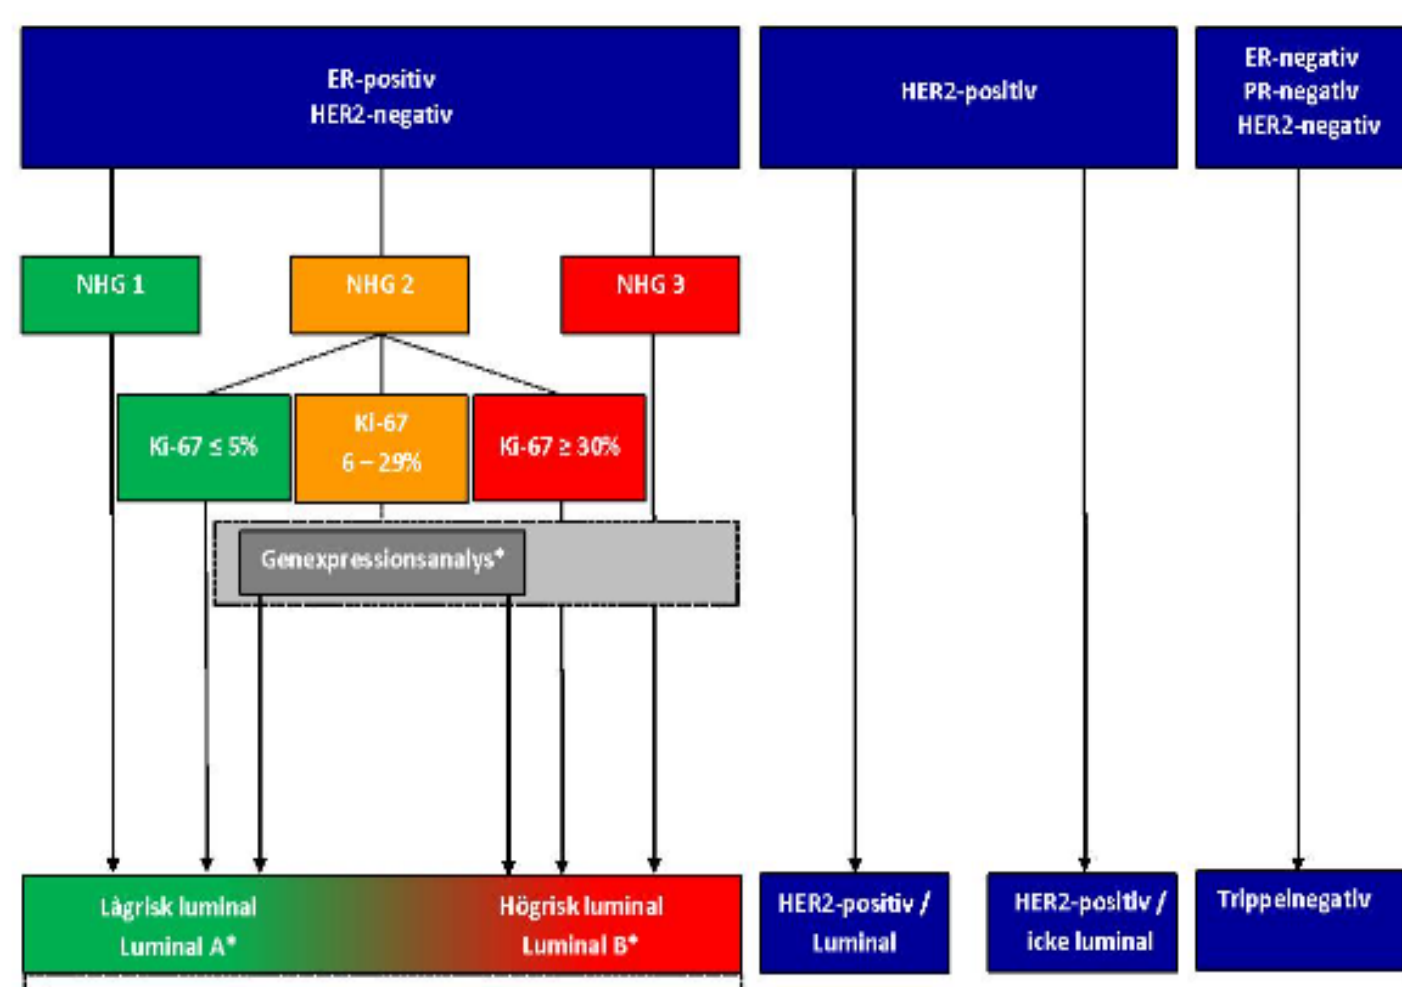 ER-positiv
HER2-negativ
HER2-positiv
ER-negativ
PR-negativ
HER2-negativ
NHG 1
NHG 2
NHG 3
Ki-67 ≤ 5%
Ki-67
6 – 29%
Ki-67 ≥ 30%
Genexpressionsanalys*
Lågrisk luminal
Luminal A*
Högrisk luminal
Luminal B*
HER2-positiv /
Luminal
HER2-positiv /
icke luminal
Trippelnegativ